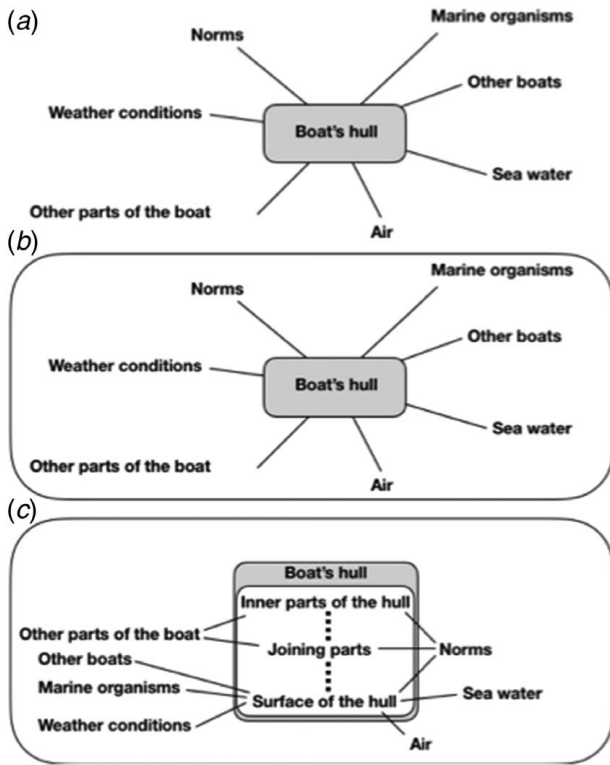 (a)
Marine organisms
Norms
Other boats
Weather conditions
Boat's hull
Sea water
Other parts of the boat
Air
(b)
Marine organisms
Norms
Other boats
Weather conditions
Boat's hull
Sea water
Other parts of the boat
Air
(c)
Boat's hull
Inner parts of the hull
Other parts of the boat
Joining parts
Norms
Other boats
Marine organisms
Surface of the hull
Sea water
Weather conditions
Air